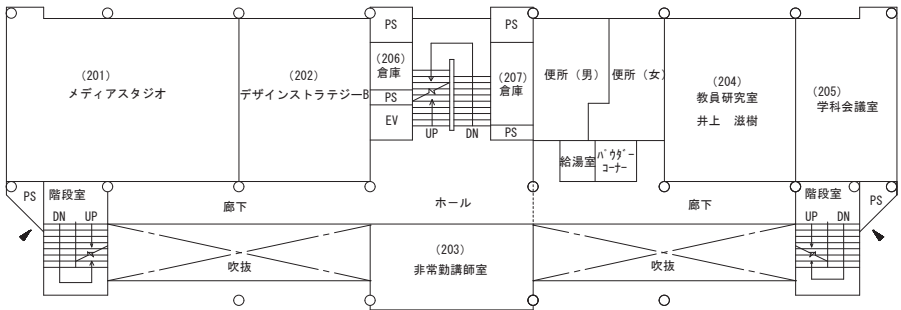 PS
PS
(206)
倉庫
(201)
メディアスタジオ
(202)
デザインストラテジーB
PS
EV
UP
DN
(207)
倉庫
PS
便所(男)
便所(女)
(204)
教員研究室
井上 滋樹
(205)
学科会議室
給湯室
パウダー
コーナー
PS
階段室
DN
UP
廊下
ホール
廊下
階段室
UP
DN
PS
吹抜
(203)
非常勤講師室
吹抜